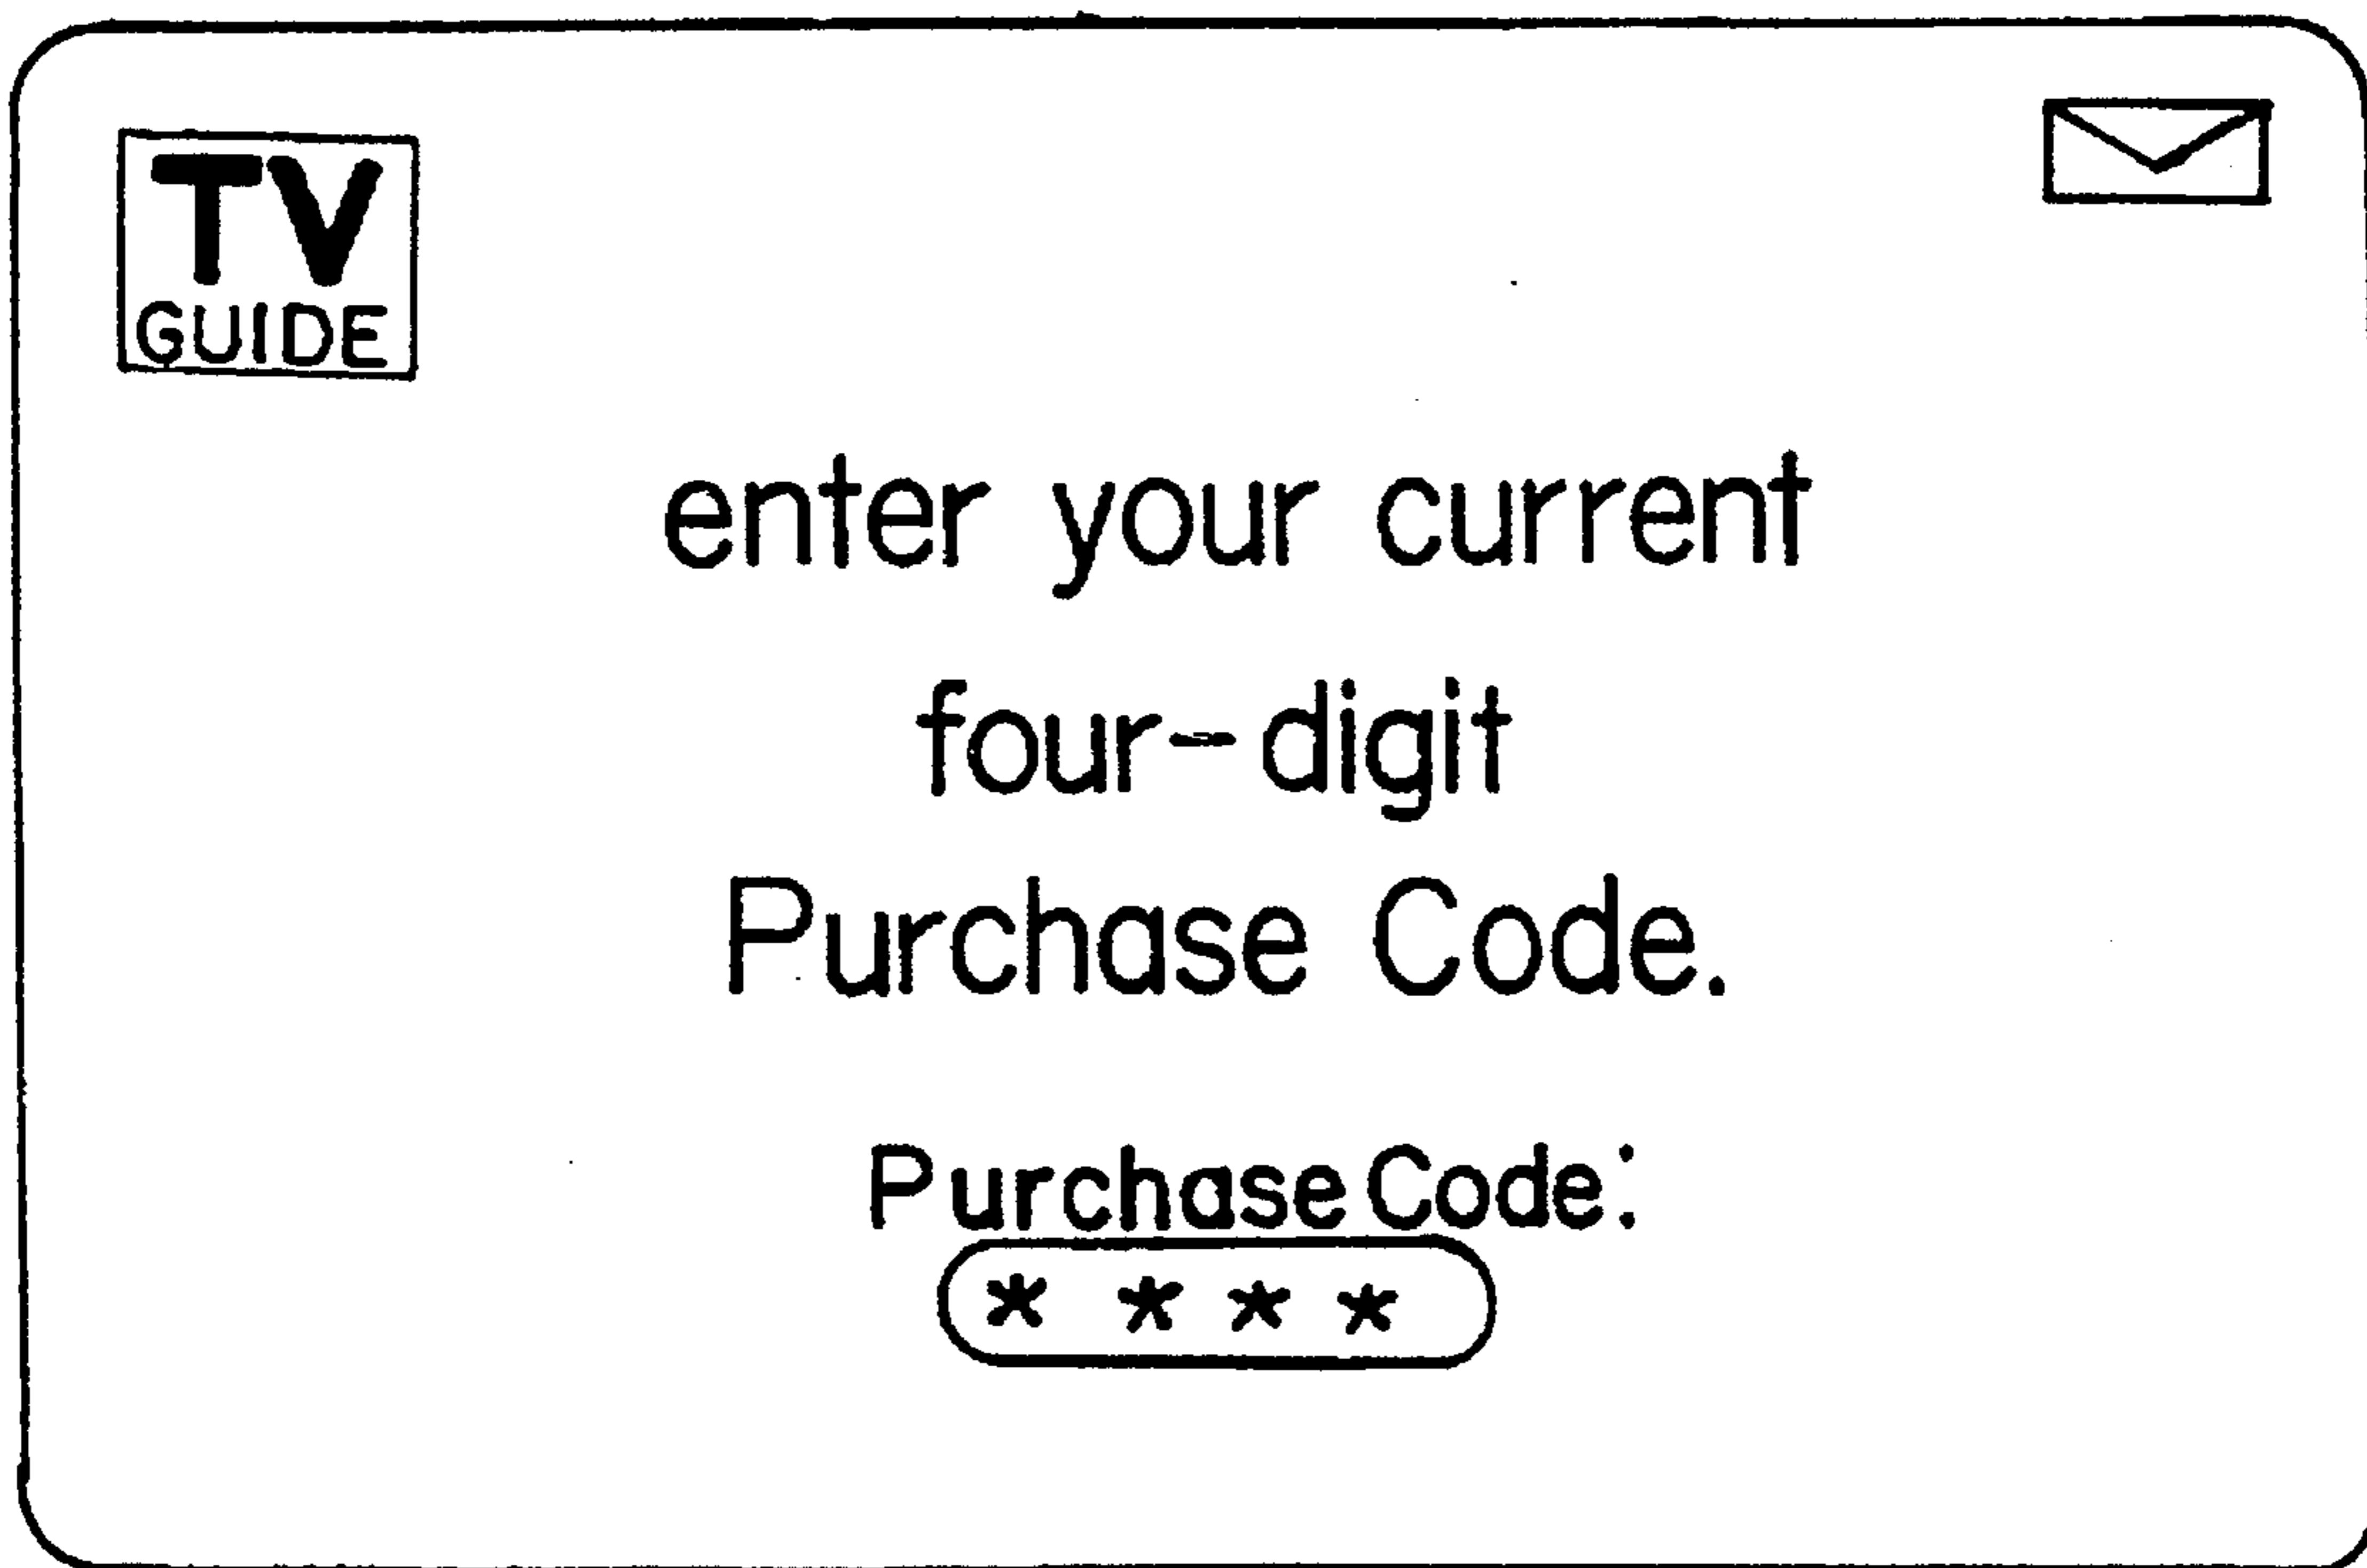 TV
GUIDE
enter your current
four-digit
Purchase Code.
Purchase Code:
* * * *